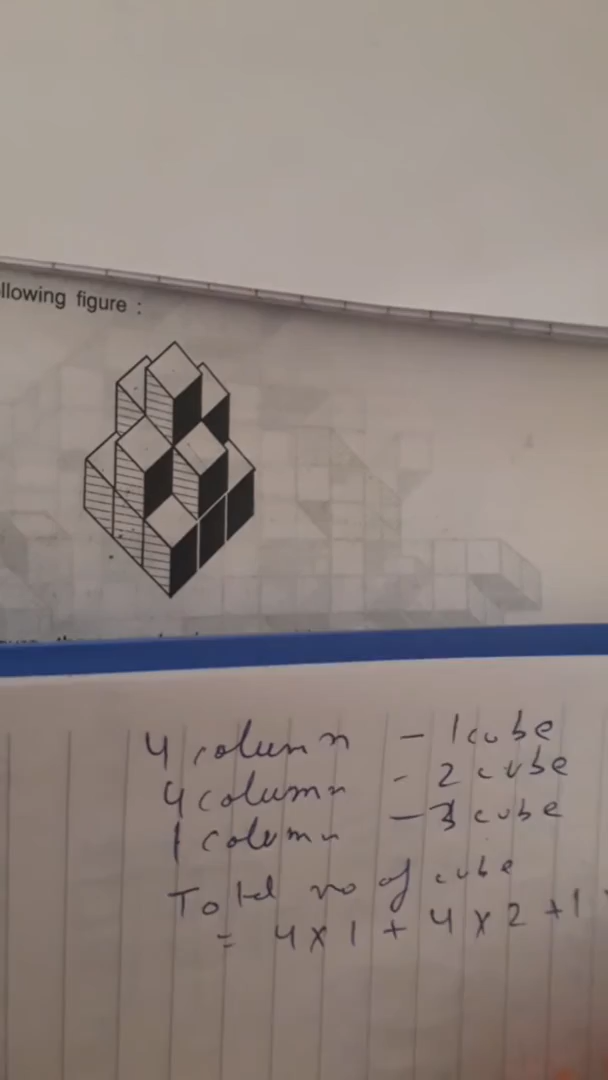 llowing figure :
4 column - 1 cube
4 column - 2 cube
1 column - 3 cube
Total no of cube
= 4 x 1 + 4 x 2 + 1